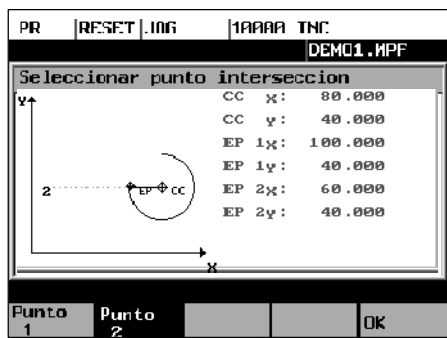 PR RESET JOG 10000 INC
DEMO1.MPF
Seleccionar punto interseccion
Y
CC x: 80.000
CC y: 40.000
EP 1x: 100.000
EP 1y: 40.000
EP 2x: 60.000
EP 2y: 40.000
2
EP CC
X
Punto 1
Punto 2
OK